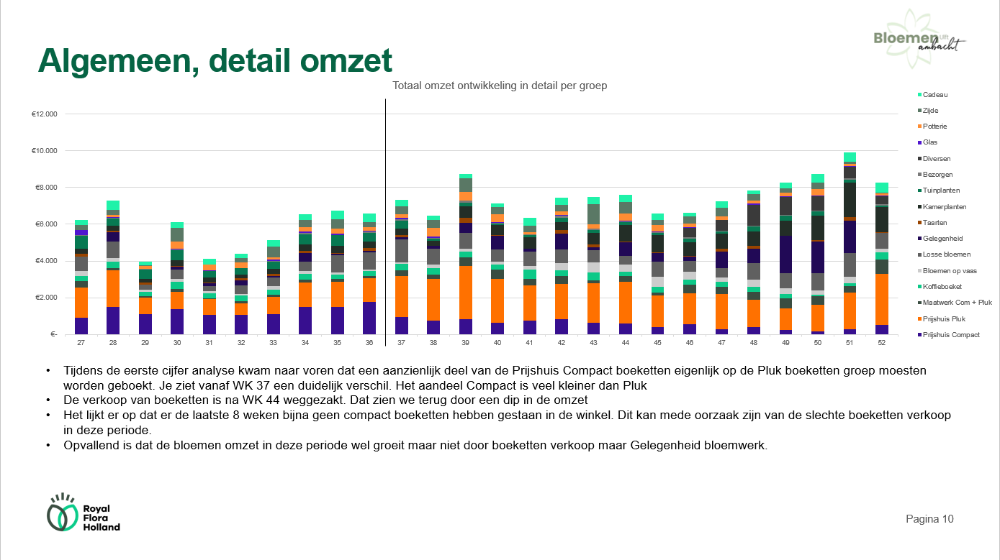 Bloemen Ulft
ambacht
Algemeen, detail omzet
Totaal omzet ontwikkeling in detail per groep
€12.000
€10.000
€8.000
€6.000
€4.000
€2.000
€-
27 28 29 30 31 32 33 34 35 36 37 38 39 40 41 42 43 44 45 46 47 48 49 50 51 52
Cadeau
Zijde
Potterie
Glas
Diversen
Bezorgen
Tuinplanten
Kamerplanten
Taarten
Gelegenheid
Losse bloemen
Bloemen op vaas
Koffieboeket
Maatwerk Com + Pluk
Prijshuis Pluk
Prijshuis Compact
• Tijdens de eerste cijfer analyse kwam naar voren dat een aanzienlijk deel van de Prijshuis Compact boeketten eigenlijk op de Pluk boeketten groep moesten
worden geboekt. Je ziet vanaf WK 37 een duidelijk verschil. Het aandeel Compact is veel kleiner dan Pluk
• De verkoop van boeketten is na WK 44 weggezakt. Dat zien we terug door een dip in de omzet
• Het lijkt er op dat er de laatste 8 weken bijna geen compact boeketten hebben gestaan in de winkel. Dit kan mede oorzaak zijn van de slechte boeketten verkoop
in deze periode.
• Opvallend is dat de bloemen omzet in deze periode wel groeit maar niet door boeketten verkoop maar Gelegenheid bloemwerk.
Royal
Flora
Holland
Pagina 10